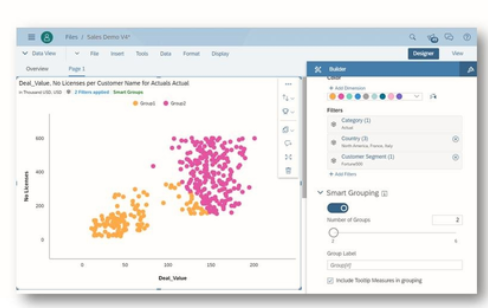 Files / Sales Demo V4*
Data View
File
Insert
Tools
Data
Format
Display
Designer
View
Overview
Page 1
Builder
Deal_Value, No Licenses per Customer Name for Actuals Actual
in Thousand USD, USD
2 Filters applied
Smart Groups
Group1
Group2
No Licenses
600
400
200
0
0
50
100
150
200
Deal_Value
Color
+ Add Dimension
Filters
Category (1)
Actual
Country (3)
North America, France, Italy
Customer Segment (1)
+ Add Filters
Smart Grouping
Number of Groups
2
2
6
Group Label
Group{#}
Include Tooltip Measures in grouping